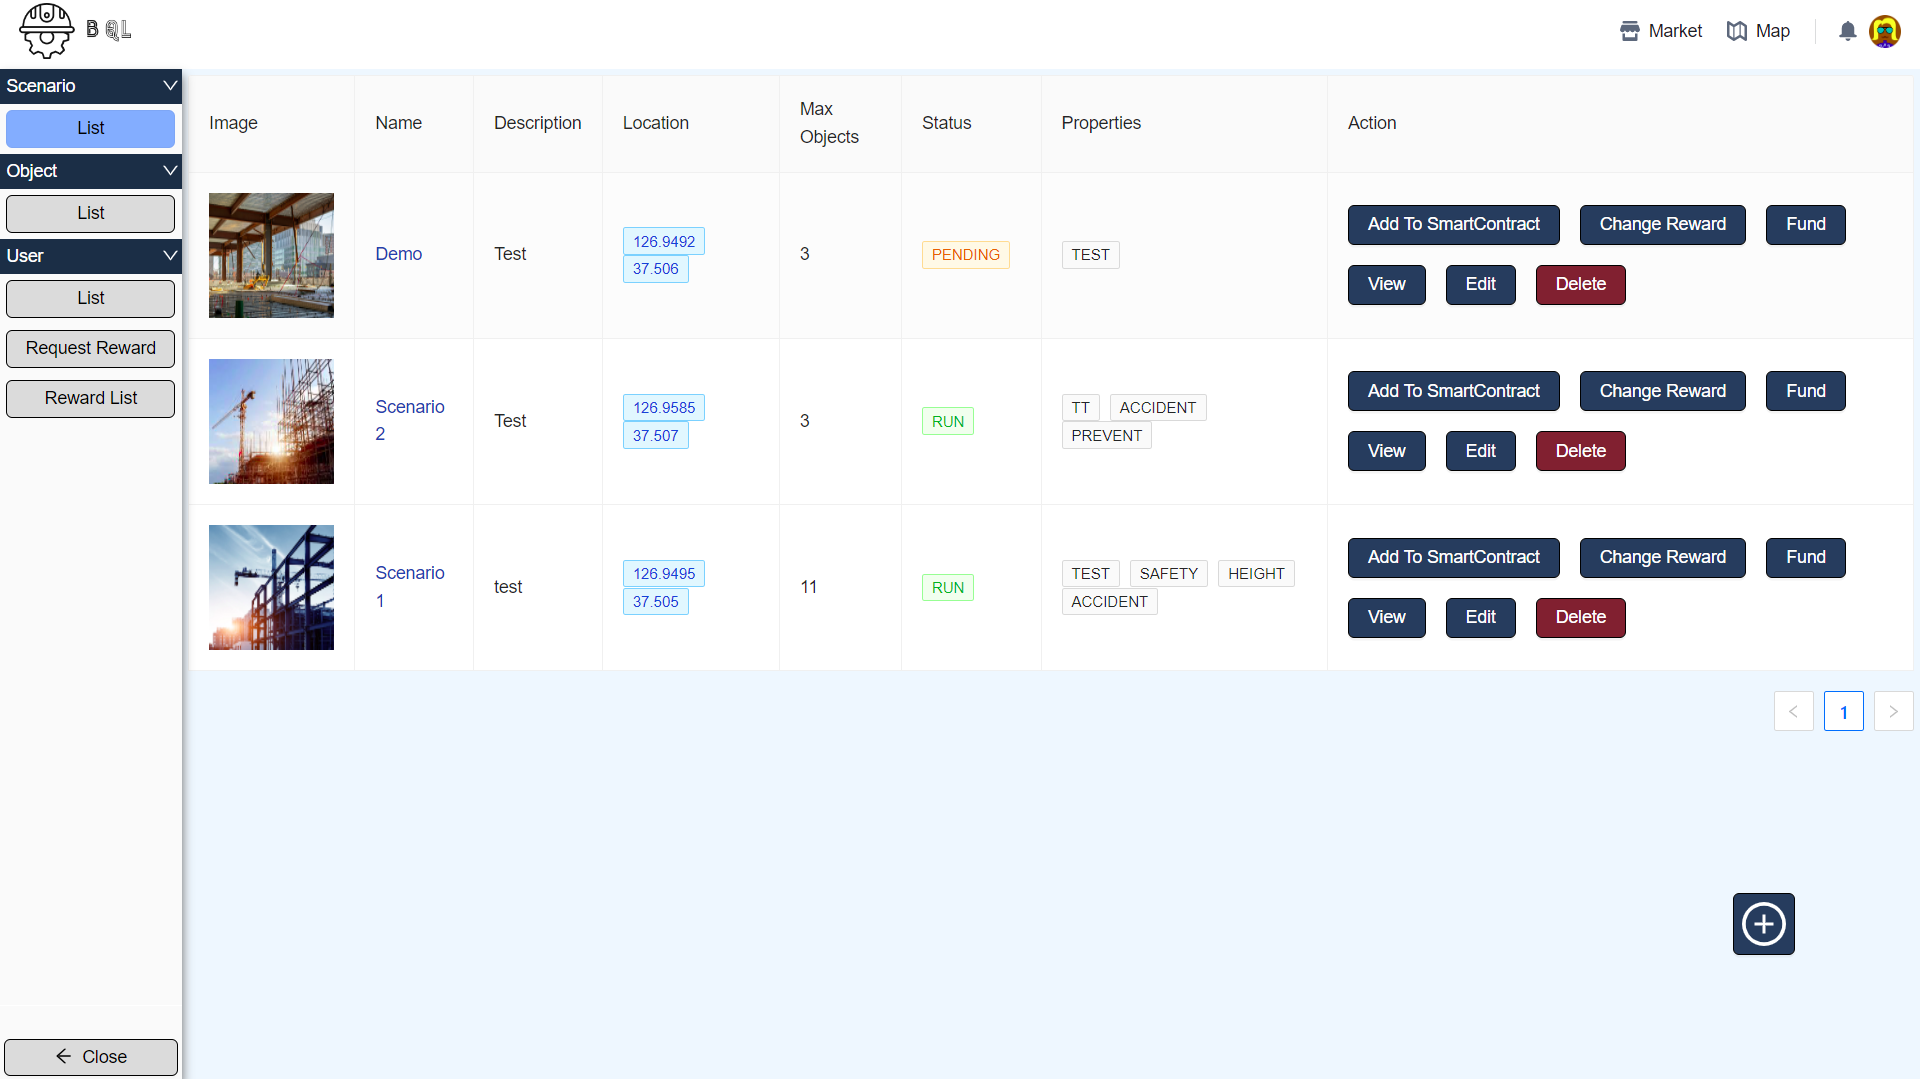 B QL
Market Map
Scenario
List
Object
List
User
List
Request Reward
Reward List
Close
Image Name Description Location Max Objects Status Properties Action
Demo Test 126.9492 37.506 3 PENDING TEST
Add To SmartContract Change Reward Fund
View Edit Delete
Scenario 2 Test 126.9585 37.507 3 RUN TT ACCIDENT PREVENT
Add To SmartContract Change Reward Fund
View Edit Delete
Scenario 1 test 126.9495 37.505 11 RUN TEST SAFETY HEIGHT ACCIDENT
Add To SmartContract Change Reward Fund
View Edit Delete
< 1 >